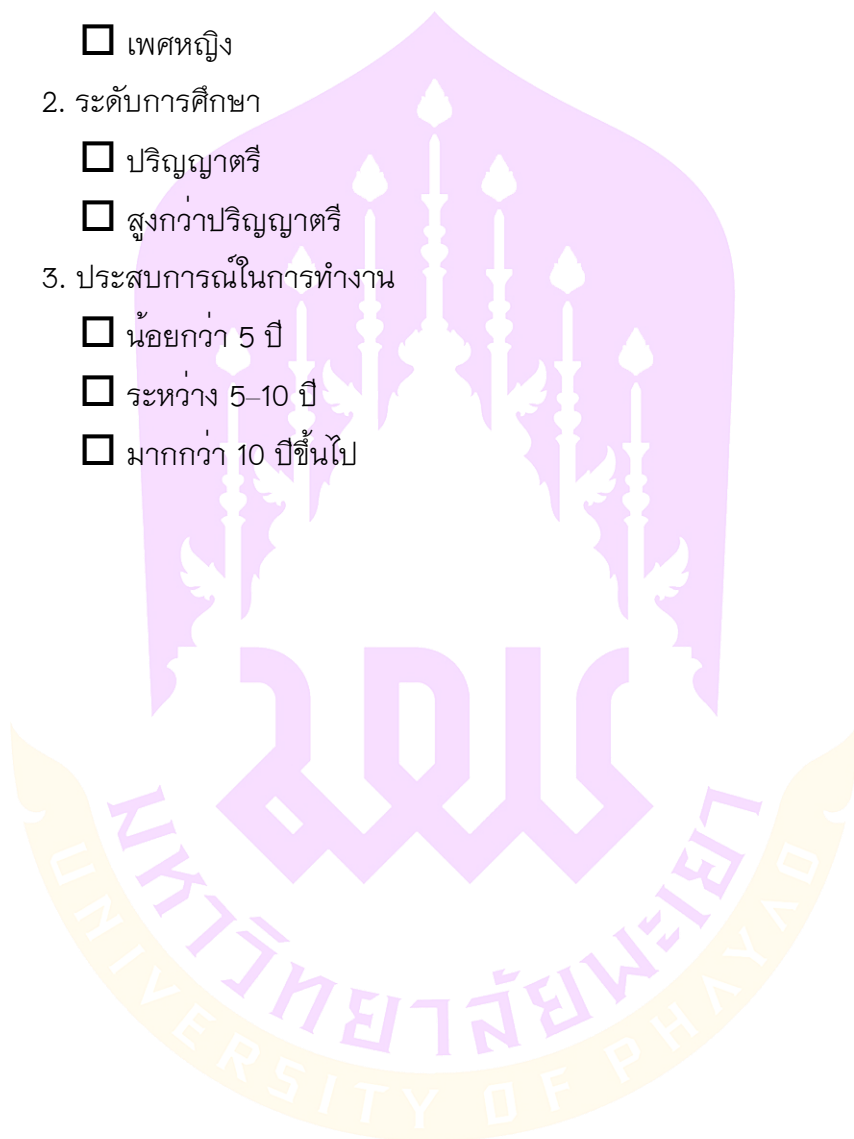 ☐ เพศหญิง
2. ระดับการศึกษา
☐ ปริญญาตรี
☐ สูงกว่าปริญญาตรี
3. ประสบการณ์ในการทำงาน
☐ น้อยกว่า 5 ปี
☐ ระหว่าง 5–10 ปี
☐ มากกว่า 10 ปีขึ้นไป
มหาวิทยาลัยพะเยา
UNIVERSITY OF PHAYAO